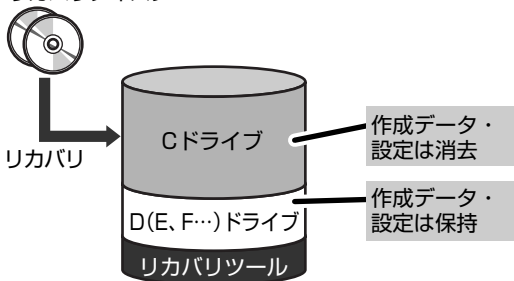 Cドライブ
作成データ・
設定は消去
リカバリ
作成データ・
設定は保持
D(E、F…)ドライブ
リカバリツール